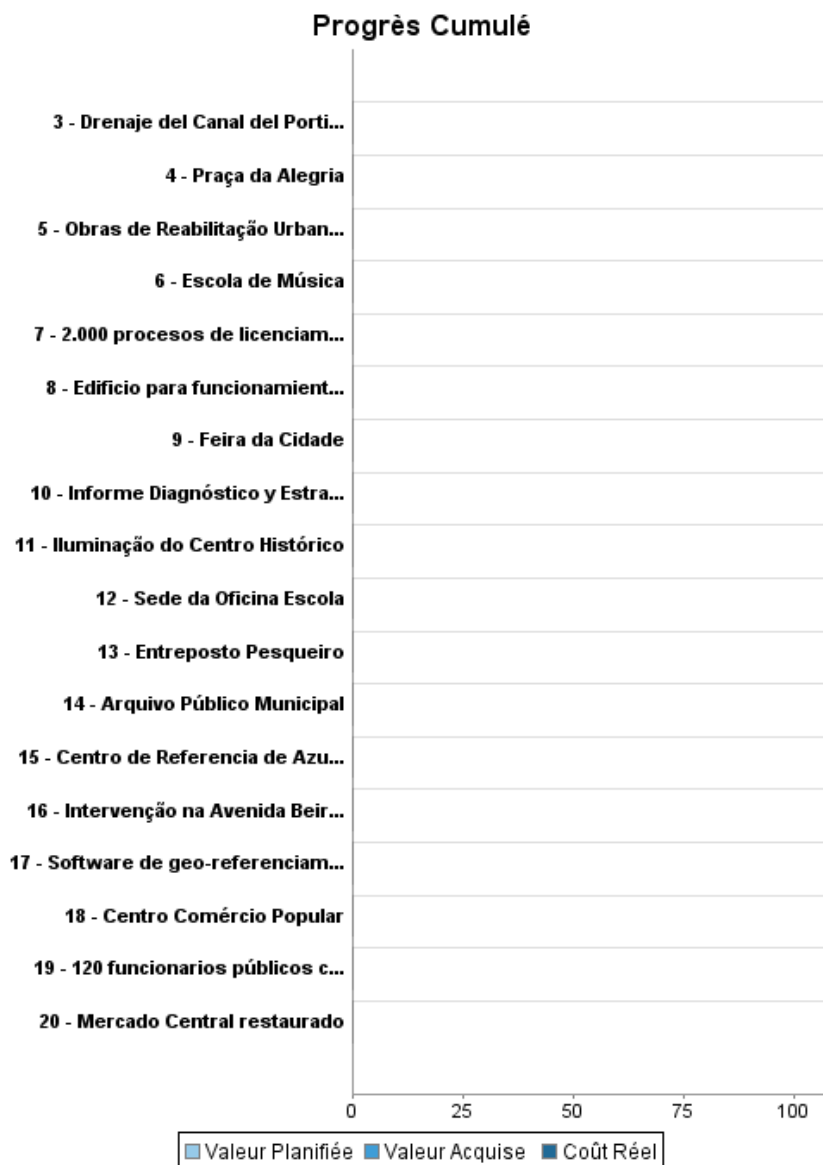 Progrès Cumulé
3 - Drenaje del Canal del Porti...
4 - Praça da Alegria
5 - Obras de Reabilitação Urban...
6 - Escola de Música
7 - 2.000 procesos de licenciam...
8 - Edificio para funcionamient...
9 - Feira da Cidade
10 - Informe Diagnóstico y Estra...
11 - Iluminação do Centro Histórico
12 - Sede da Oficina Escola
13 - Entreposto Pesqueiro
14 - Arquivo Público Municipal
15 - Centro de Referencia de Azu...
16 - Intervenção na Avenida Beir...
17 - Software de geo-referenciam...
18 - Centro Comércio Popular
19 - 120 funcionarios públicos c...
20 - Mercado Central restaurado
0 25 50 75 100
Valeur Planifiée Valeur Acquise Coût Réel